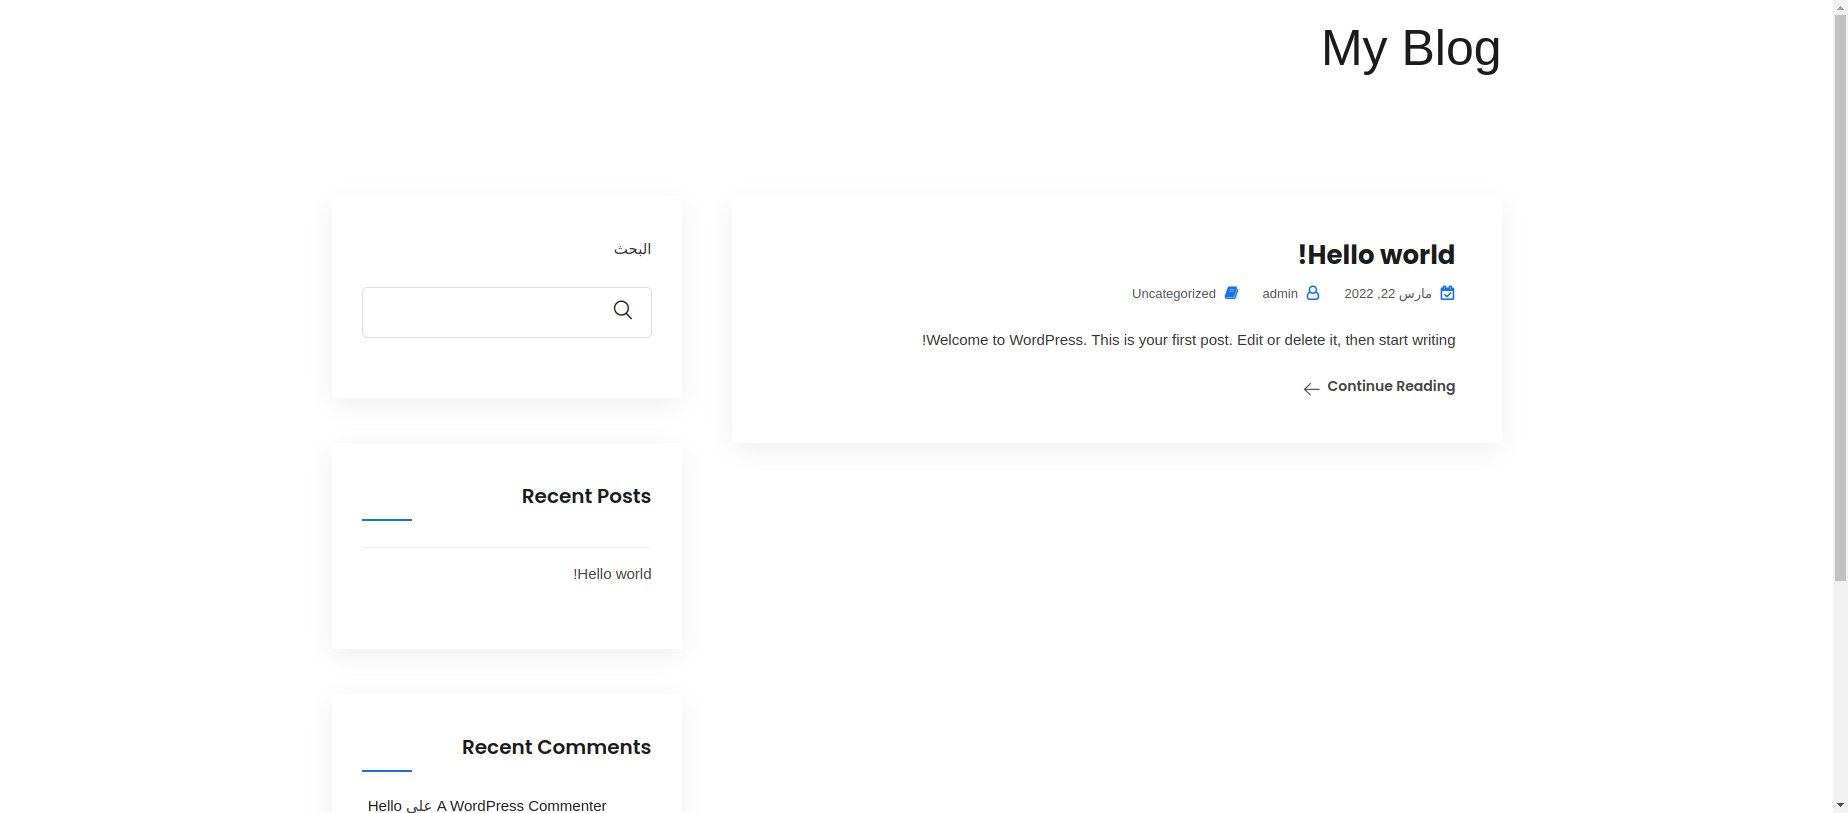 My Blog
Hello world!
مارس 22, 2022 admin Uncategorized
Welcome to WordPress. This is your first post. Edit or delete it, then start writing!
Continue Reading
البحث
Recent Posts
Hello world!
Recent Comments
A WordPress Commenter على Hello